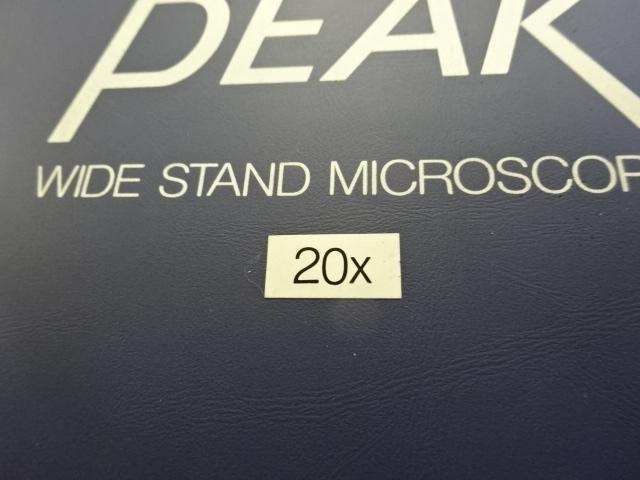 PEAK
WIDE STAND MICROSCOP
20x